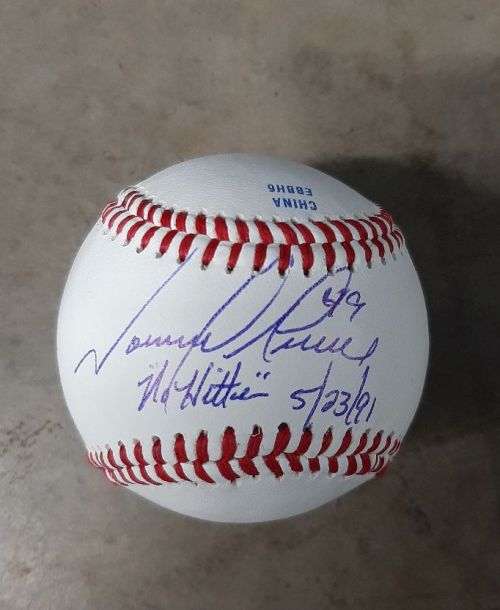 CHINA
EBBH6
Tommy Greene 49
"No Hitter" 5/23/91